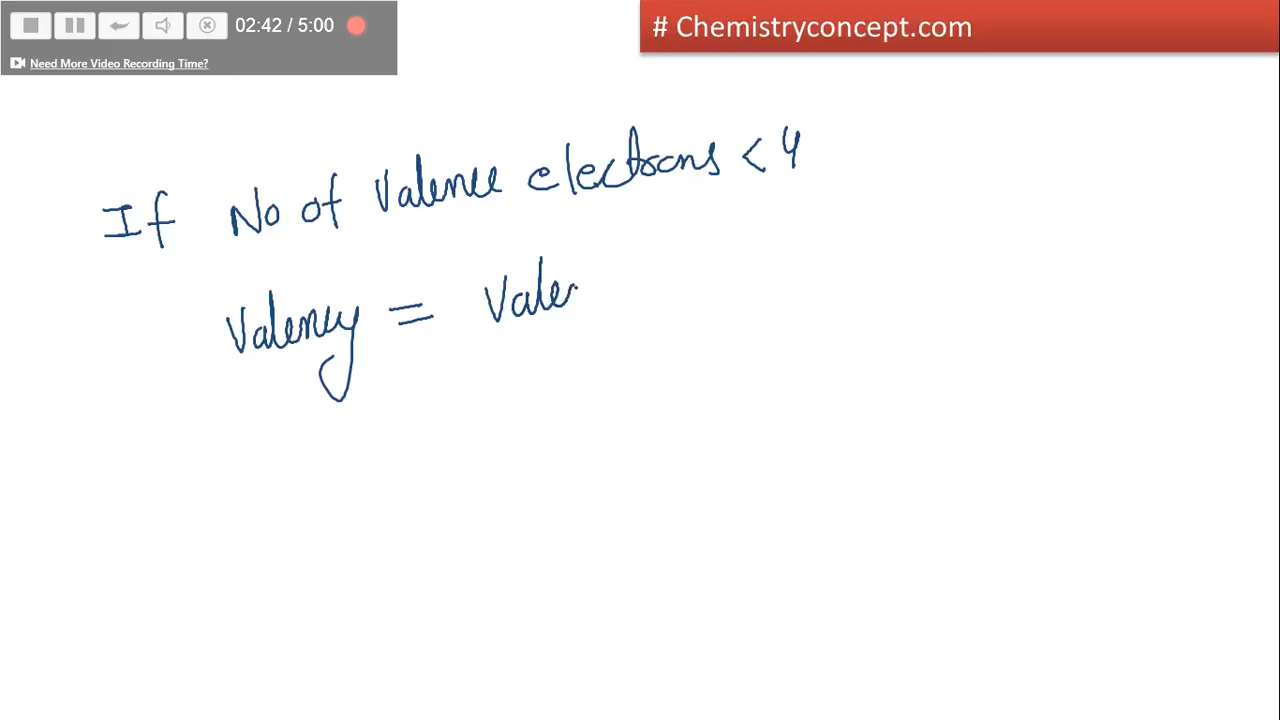 02:42 / 5:00
Need More Video Recording Time?
# Chemistryconcept.com
If No of Valence electrons < 4
Valency = Vale